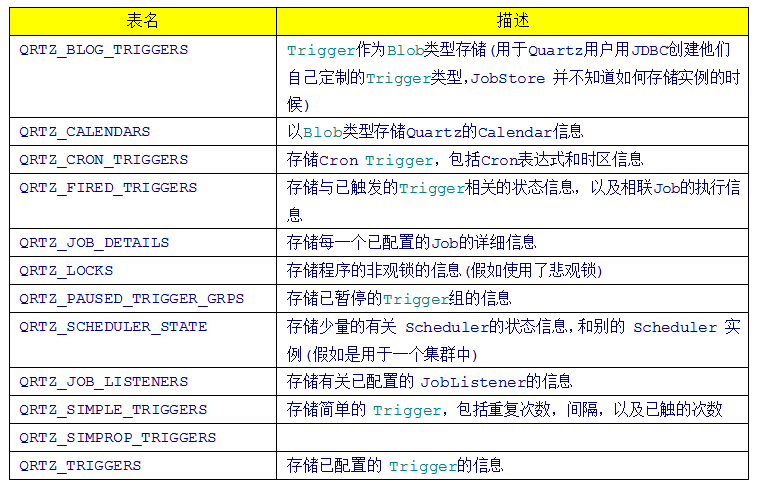 表名 描述
QRTZ_BLOG_TRIGGERS Trigger作为Blob类型存储(用于Quartz用户用JDBC创建他们
自己定制的Trigger类型,JobStore 并不知道如何存储实例的时
候)
QRTZ_CALENDARS 以Blob类型存储Quartz的Calendar信息
QRTZ_CRON_TRIGGERS 存储Cron Trigger，包括Cron表达式和时区信息
QRTZ_FIRED_TRIGGERS 存储与已触发的Trigger相关的状态信息，以及相联Job的执行信
息
QRTZ_JOB_DETAILS 存储每一个已配置的Job的详细信息
QRTZ_LOCKS 存储程序的非观锁的信息(假如使用了悲观锁)
QRTZ_PAUSED_TRIGGER_GRPS 存储已暂停的Trigger组的信息
QRTZ_SCHEDULER_STATE 存储少量的有关 Scheduler的状态信息,和别的 Scheduler 实
例(假如是用于一个集群中)
QRTZ_JOB_LISTENERS 存储有关已配置的 JobListener的信息
QRTZ_SIMPLE_TRIGGERS 存储简单的 Trigger，包括重复次数，间隔，以及已触的次数
QRTZ_SIMPROP_TRIGGERS
QRTZ_TRIGGERS 存储已配置的 Trigger的信息